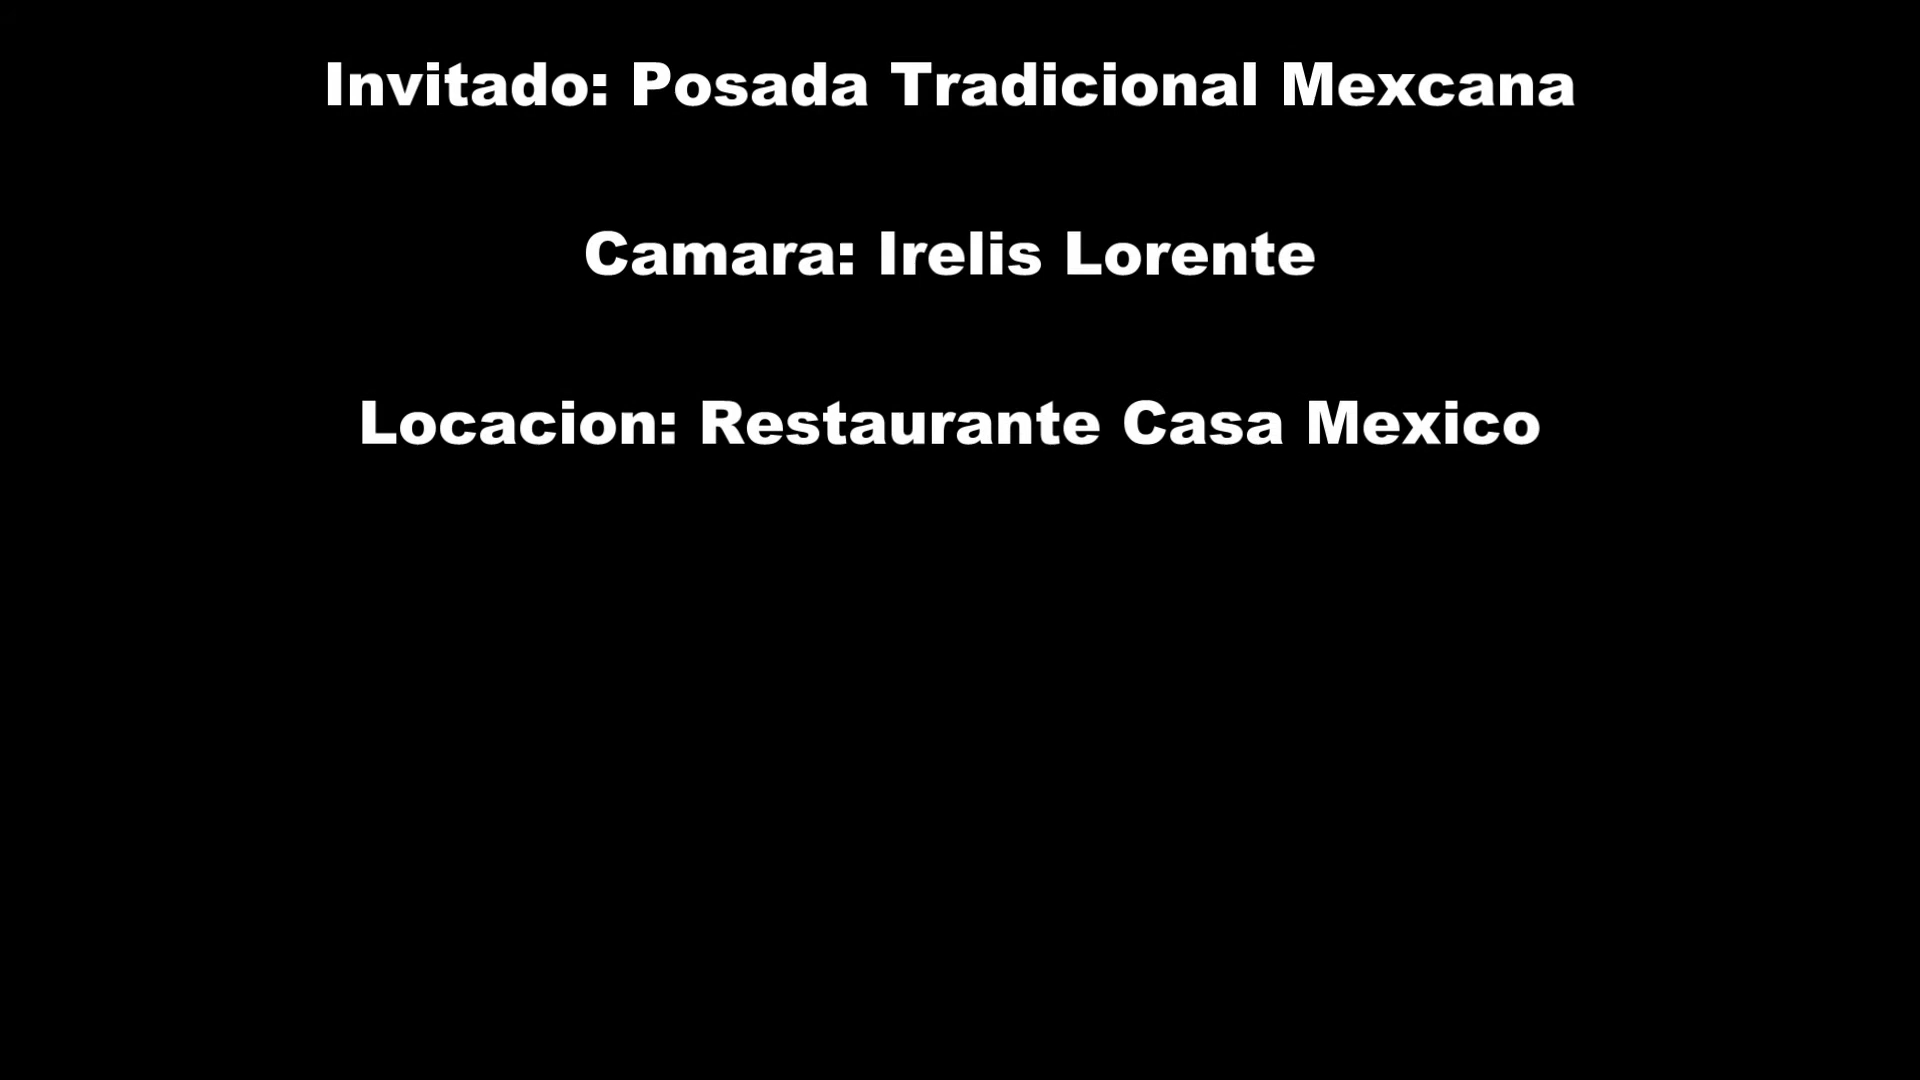 Invitado: Posada Tradicional Mexcana
Camara: Irelis Lorente
Locacion: Restaurante Casa Mexico